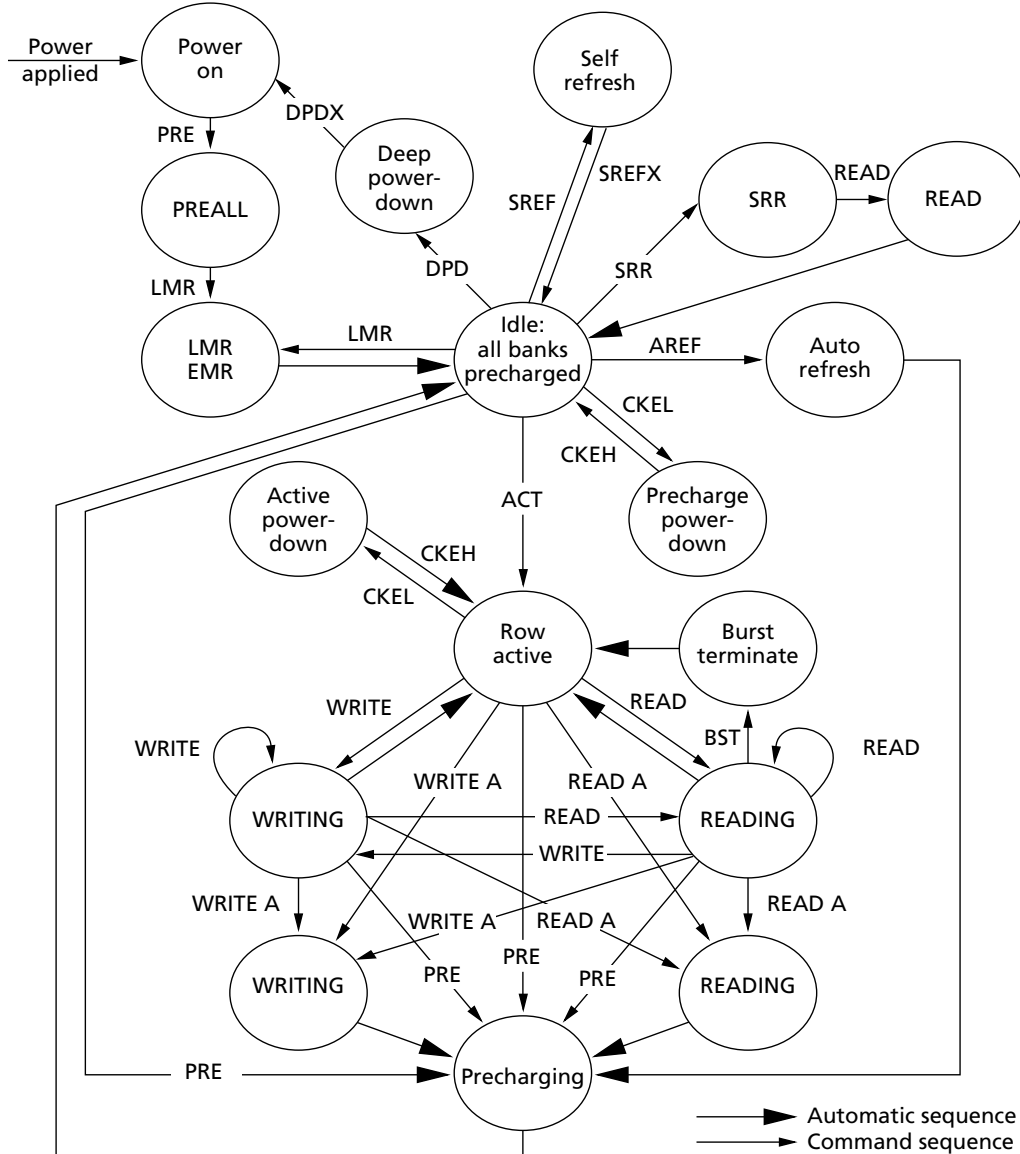 Power
applied
Power
on
Self
refresh
DPDX
PRE
Deep
power-
down
SREFX
READ
PREALL
SREF
SRR
READ
DPD
SRR
LMR
Idle:
all banks
precharged
LMR
LMR
EMR
AREF
Auto
refresh
CKEL
CKEH
Active
power-
down
ACT
Precharge
power-
down
CKEH
CKEL
Row
active
Burst
terminate
WRITE
READ
BST
WRITE
READ
WRITE A
READ A
WRITING
READ
READING
WRITE
WRITE A
WRITE A
READ A
READ A
PRE
PRE
PRE
WRITING
READING
PRE
Precharging
Automatic sequence
Command sequence